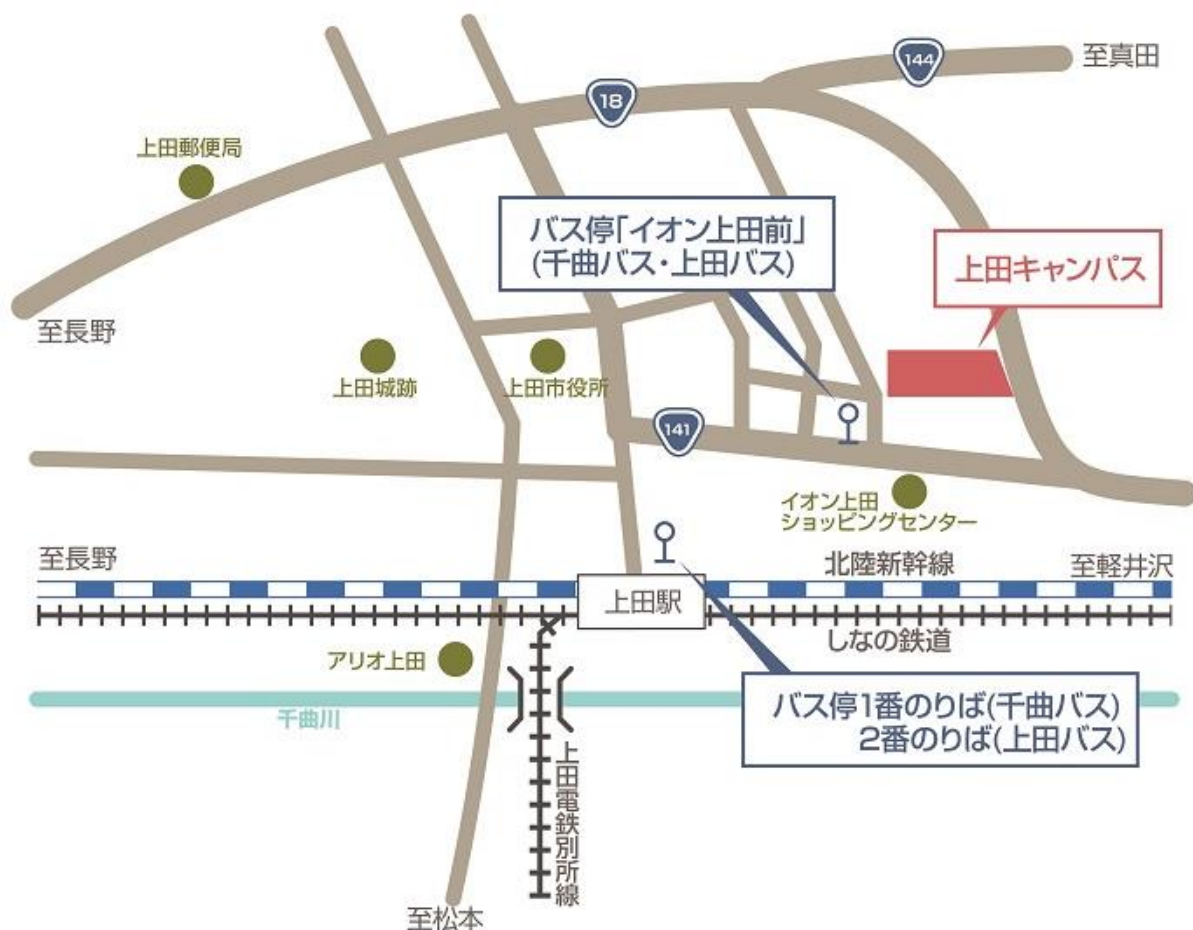 144
至真田
18
上田郵便局
バス停「イオン上田前」
(千曲バス・上田バス)
上田キャンパス
至長野
上田城跡
上田市役所
141
イオン上田
ショッピングセンター
至長野
北陸新幹線
至軽井沢
上田駅
しなの鉄道
アリオ上田
千曲川
バス停1番のりば(千曲バス)
2番のりば(上田バス)
上田電鉄別所線
至松本